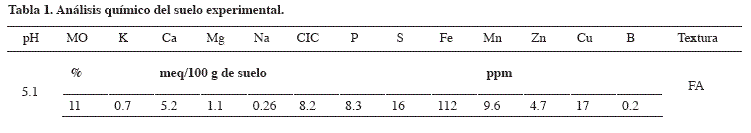 Tabla 1. Análisis químico del suelo experimental.
pH MO K Ca Mg Na CIC P S Fe Mn Zn Cu B Textura
% meq/100 g de suelo ppm
5.1 FA
11 0.7 5.2 1.1 0.26 8.2 8.3 16 112 9.6 4.7 17 0.2